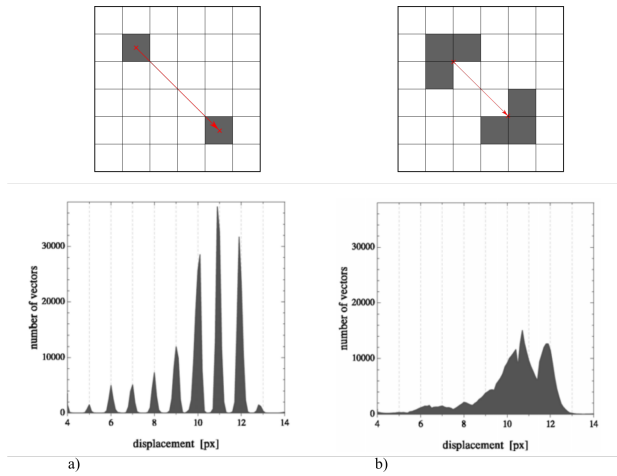 30000
20000
10000
0
number of vectors
4 6 8 10 12 14
displacement [px]
30000
20000
10000
0
number of vectors
4 6 8 10 12 14
displacement [px]
a) b)